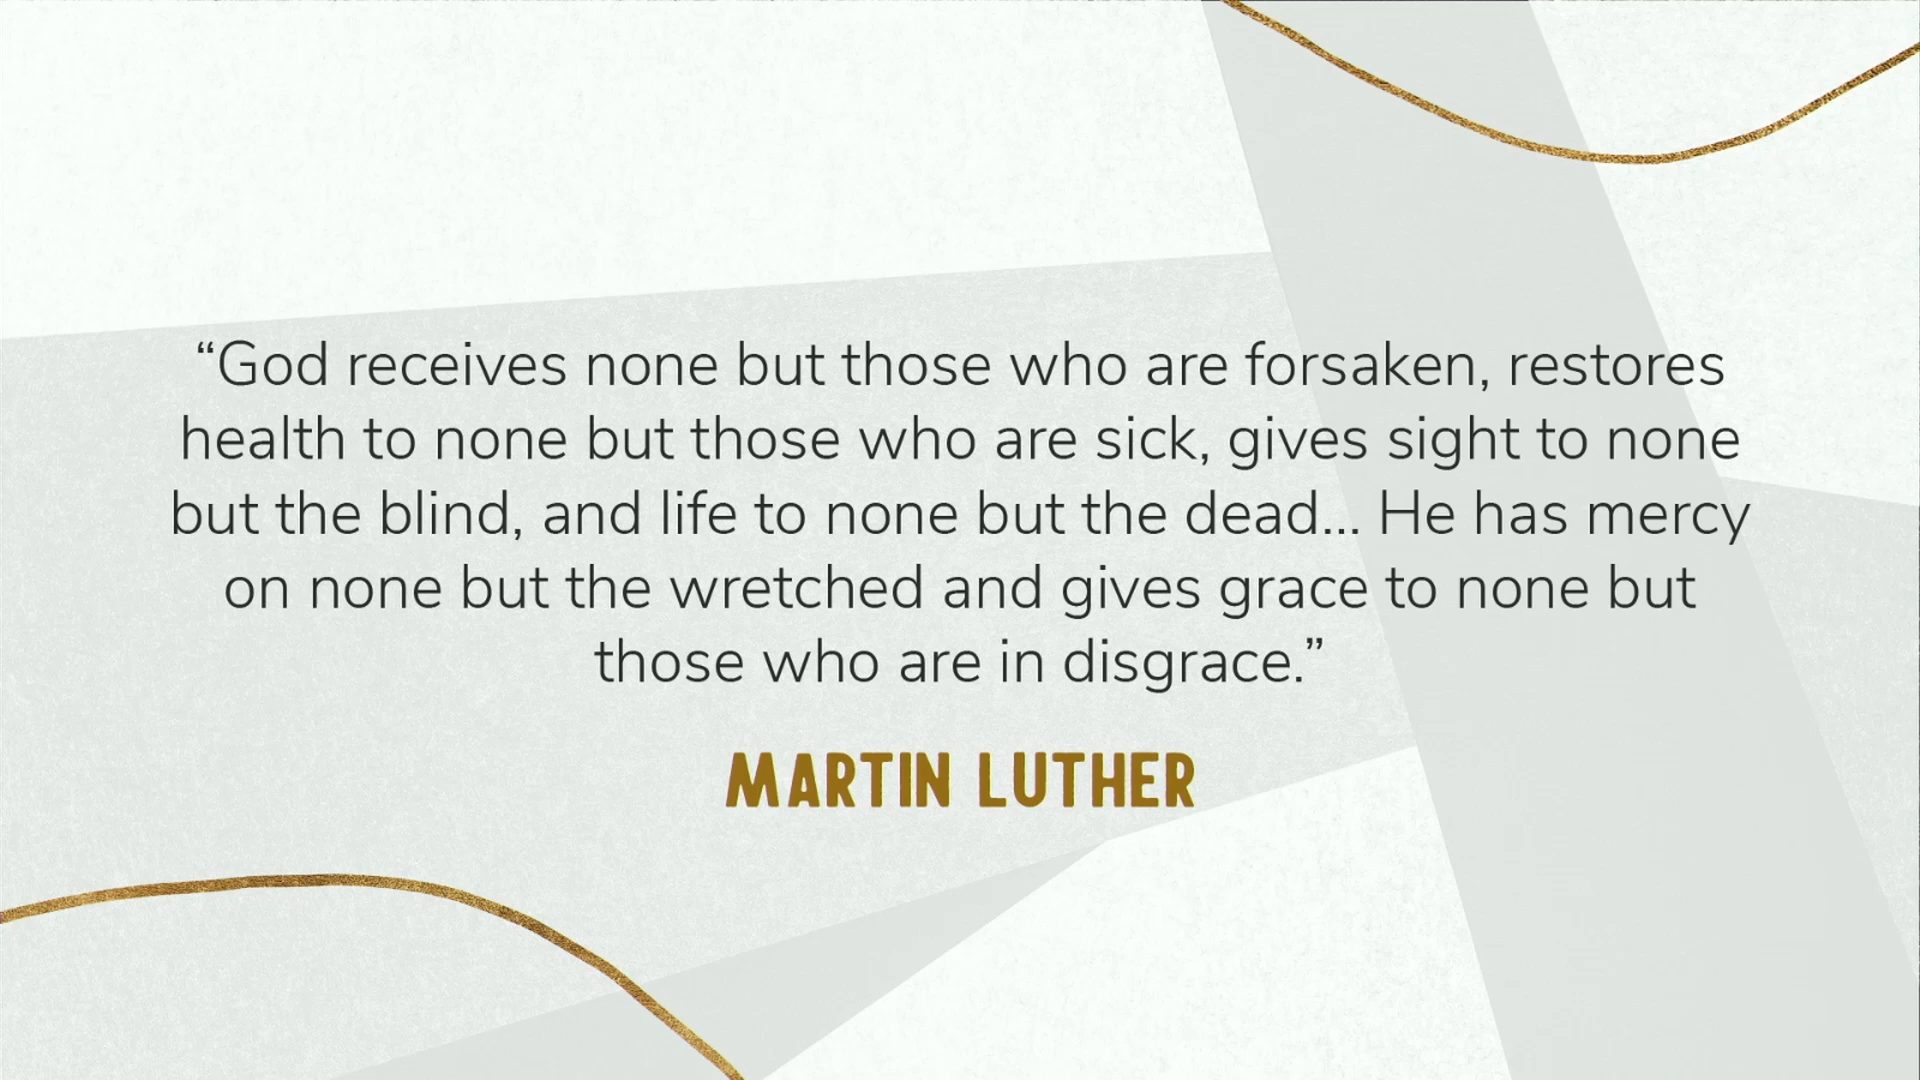 “God receives none but those who are forsaken, restores
health to none but those who are sick, gives sight to none
but the blind, and life to none but the dead... He has mercy
on none but the wretched and gives grace to none but
those who are in disgrace.”
MARTIN LUTHER